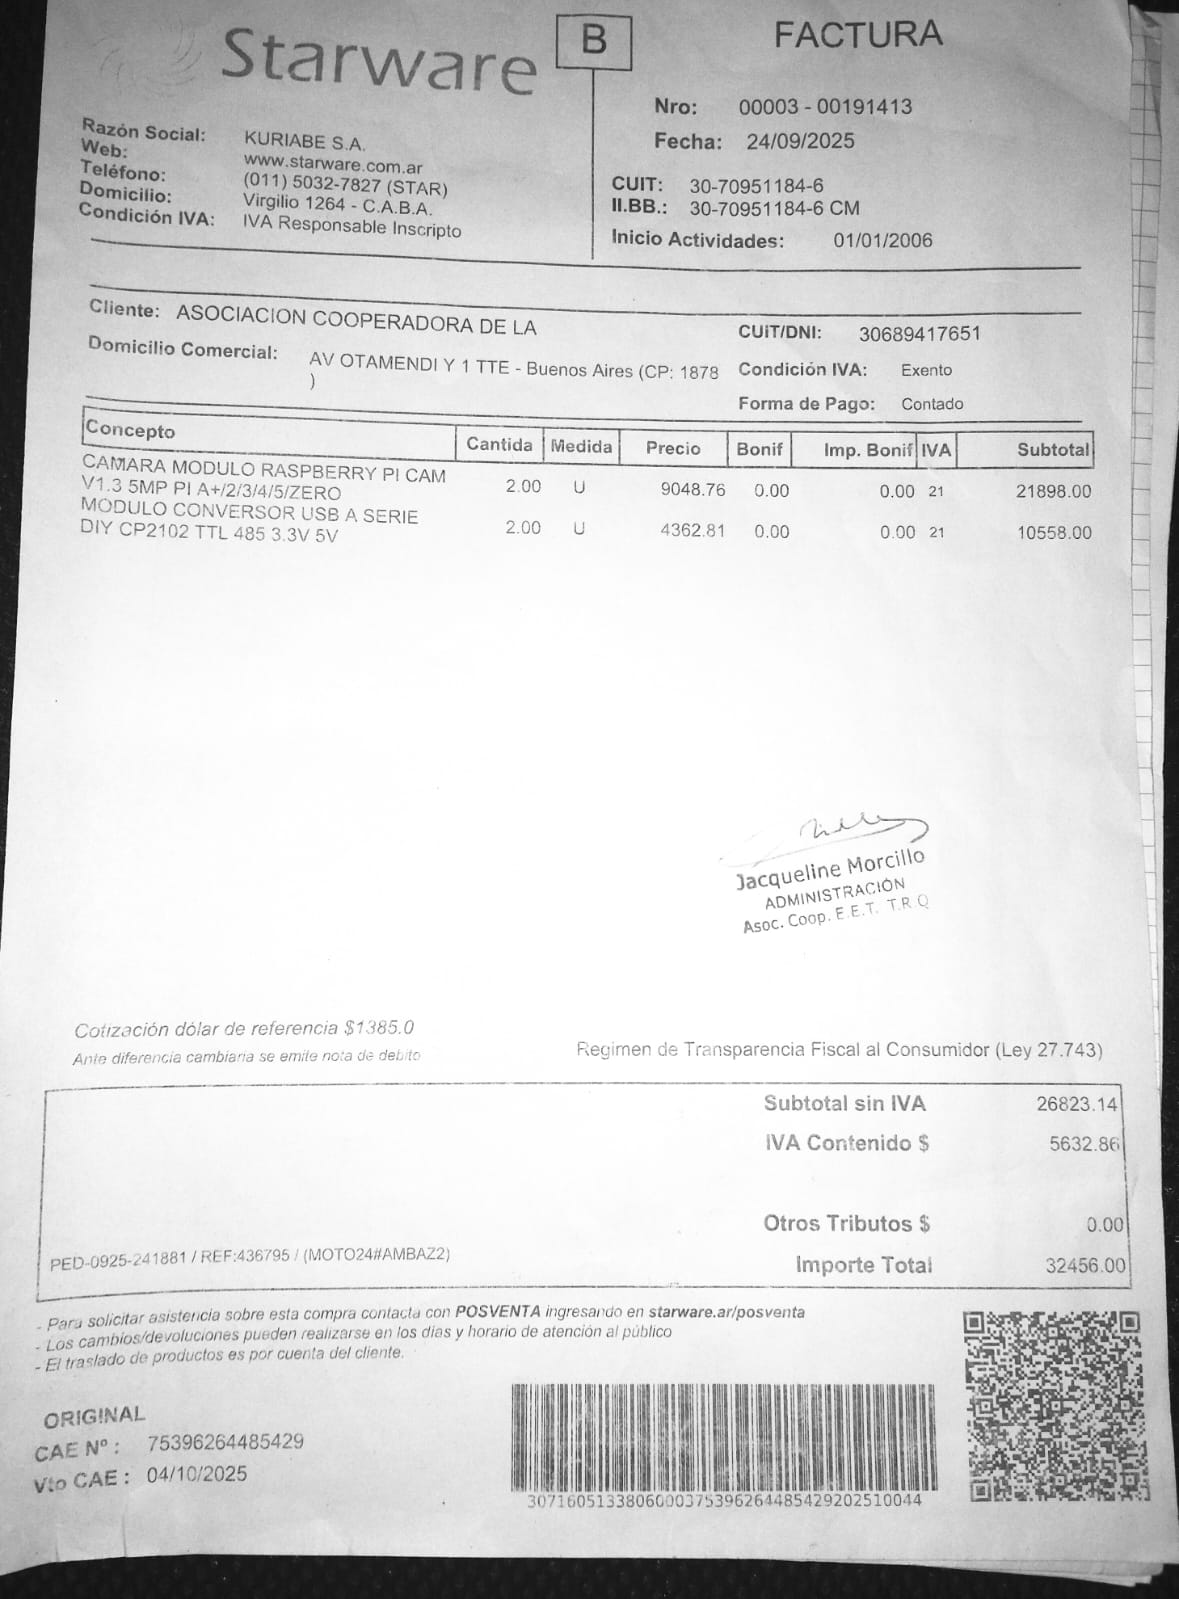 Starware
B
FACTURA
Nro: 00003 - 00191413
Fecha: 24/09/2025
Razón Social: KURIABE S.A.
Web: www.starware.com.ar
Teléfono: (011) 5032-7827 (STAR)
Domicilio: Virgilio 1264 - C.A.B.A.
Condición IVA: IVA Responsable Inscripto
CUIT: 30-70951184-6
II.BB.: 30-70951184-6 CM
Inicio Actividades: 01/01/2006
Cliente: ASOCIACION COOPERADORA DE LA
Domicilio Comercial: AV OTAMENDI Y 1 TTE - Buenos Aires (CP: 1878
)
CUIT/DNI: 30689417651
Condición IVA: Exento
Forma de Pago: Contado
Concepto Cantida Medida Precio Bonif Imp. Bonif IVA Subtotal
CAMARA MODULO RASPBERRY PI CAM
V1.3 5MP PI A+/2/3/4/5/ZERO 2.00 U 9048.76 0.00 0.00 21 21898.00
MODULO CONVERSOR USB A SERIE
DIY CP2102 TTL 485 3.3V 5V 2.00 U 4362.81 0.00 0.00 21 10558.00
Jacqueline Morcillo
ADMINISTRACIÓN
Asoc. Coop. E.E.T. T.R.Q
Cotización dólar de referencia $1385.0
Ante diferencia cambiaria se emite nota de debito
Regimen de Transparencia Fiscal al Consumidor (Ley 27.743)
Subtotal sin IVA 26823.14
IVA Contenido $ 5632.86
Otros Tributos $ 0.00
PED-0925-241881 / REF:436795 / (MOTO24#AMBAZ2)
Importe Total 32456.00
- Para solicitar asistencia sobre esta compra contacta con POSVENTA ingresando en starware.ar/posventa
- Los cambios/devoluciones pueden realizarse en los días y horario de atención al público
- El traslado de productos es por cuenta del cliente.
ORIGINAL
CAE Nº : 75396264485429
Vto CAE : 04/10/2025
3071605133806000375396264485429202510044